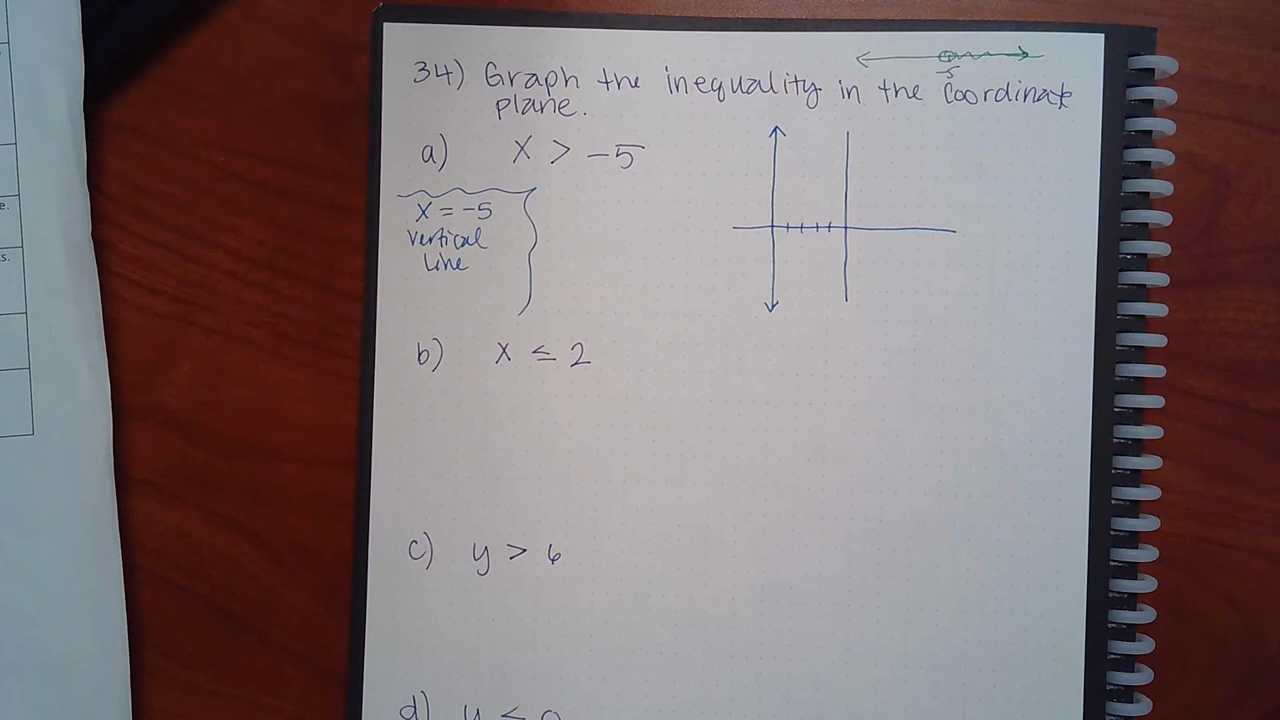 34) Graph the inequality in the coordinate
plane.
5
a) x > -5
x = -5
vertical
line
b) x ≤ 2
c) y > 6
d)
e.
s.